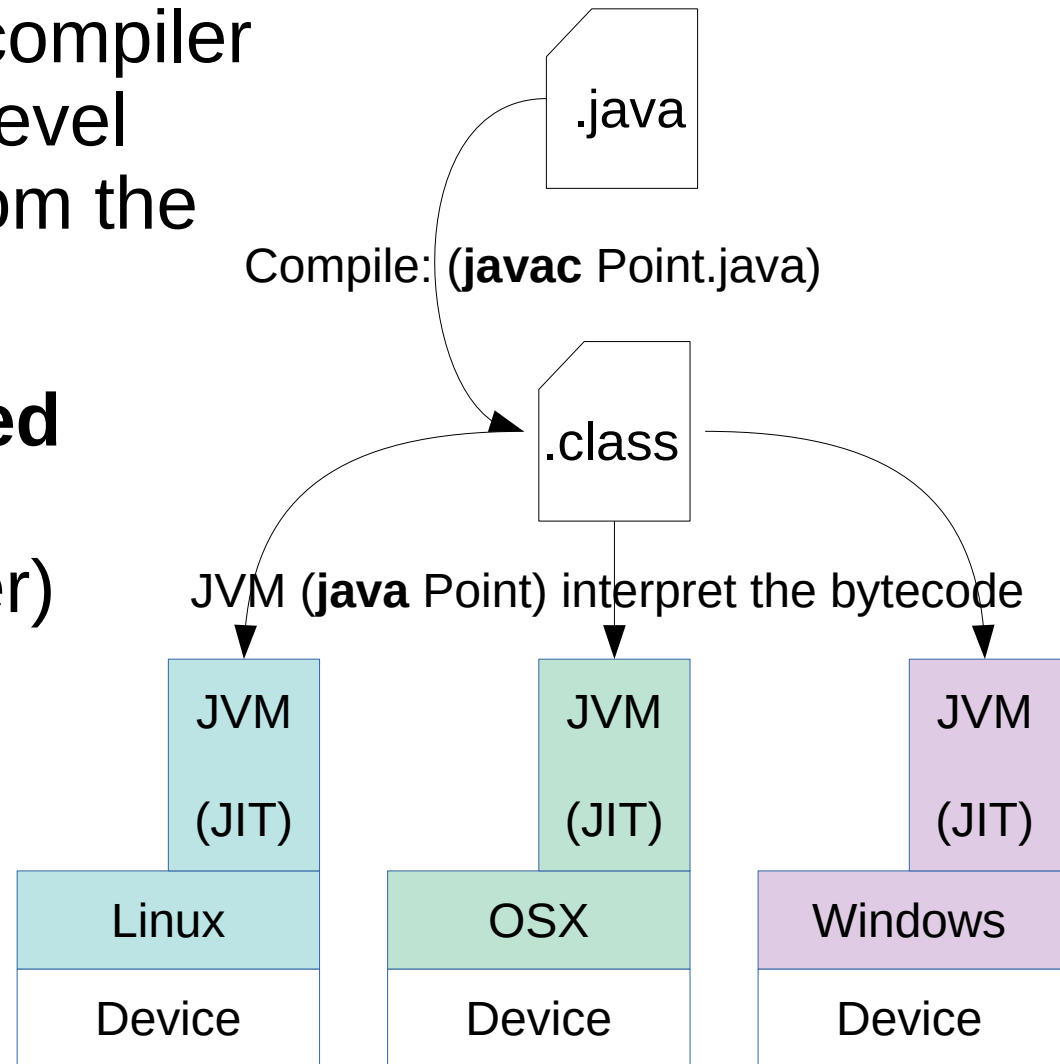 compiler
.java
evel
om the
Compile: (javac Point.java)
ed
.class
er)
JVM (java Point) interpret the bytecode
JVM JVM JVM
(JIT) (JIT) (JIT)
Linux OSX Windows
Device Device Device